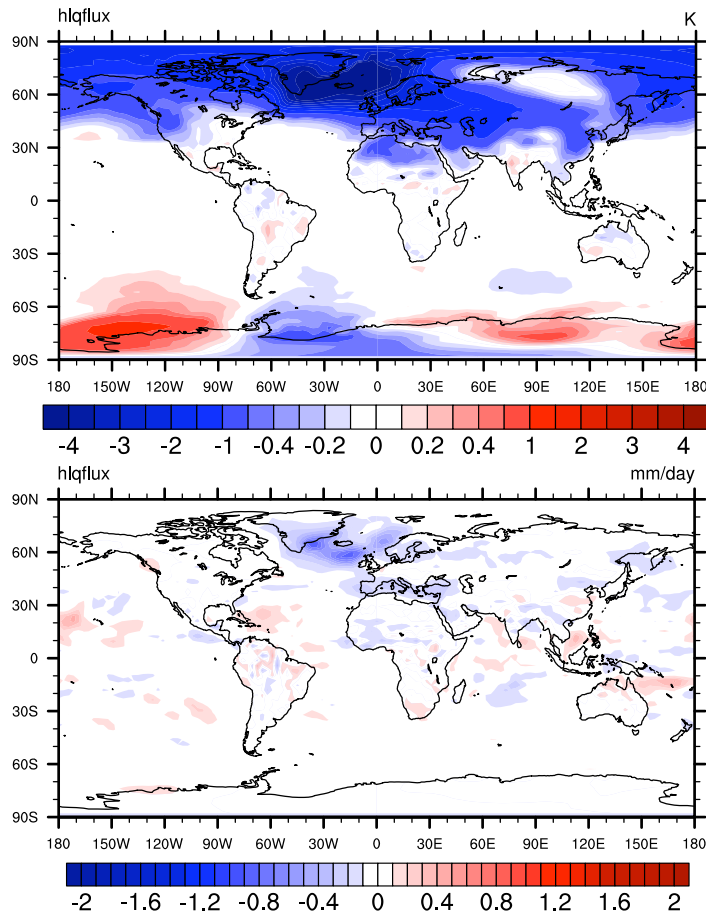 hlqflux K
90N
60N
30N
0
30S
60S
90S
180 150W 120W 90W 60W 30W 0 30E 60E 90E 120E 150E 180
-4 -3 -2 -1 -0.4 -0.2 0 0.2 0.4 1 2 3 4
hlqflux mm/day
90N
60N
30N
0
30S
60S
90S
180 150W 120W 90W 60W 30W 0 30E 60E 90E 120E 150E 180
-2 -1.6 -1.2 -0.8 -0.4 0 0.4 0.8 1.2 1.6 2